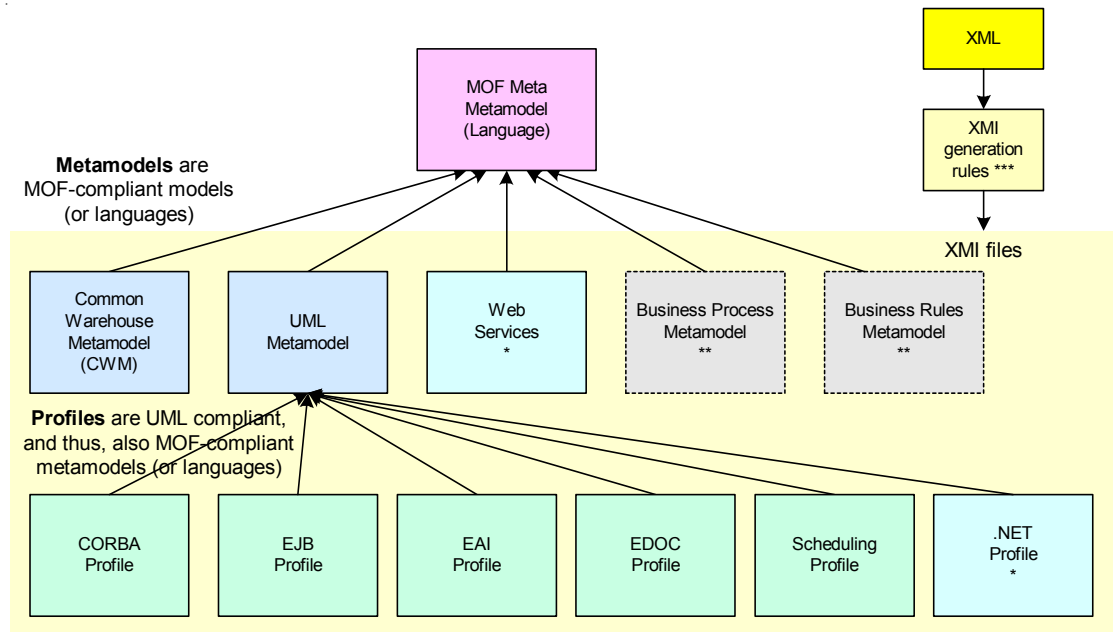 XML
MOF Meta
Metamodel
(Language)
XMI
generation
rules ***
Metamodels are
MOF-compliant models
(or languages)
XMI files
Common
Warehouse
Metamodel
(CWM)
UML
Metamodel
Web
Services
*
Business Process
Metamodel
**
Business Rules
Metamodel
**
Profiles are UML compliant,
and thus, also MOF-compliant
metamodels (or languages)
CORBA
Profile
EJB
Profile
EAI
Profile
EDOC
Profile
Scheduling
Profile
.NET
Profile
*